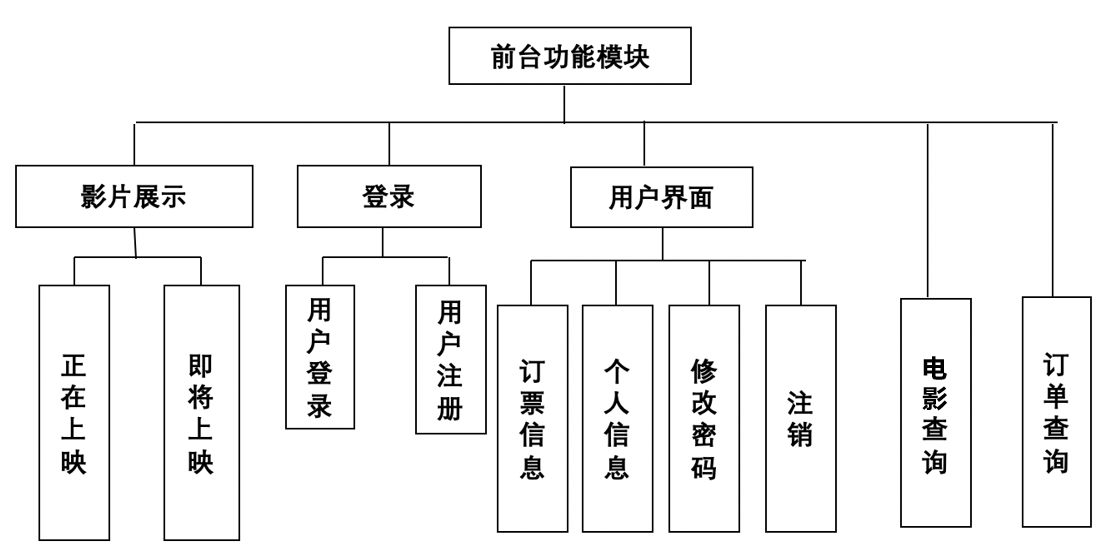 前台功能模块
影片展示
登录
用户界面
正在上映
即将上映
用户登录
用户注册
订票信息
个人信息
修改密码
注销
电影查询
订单查询